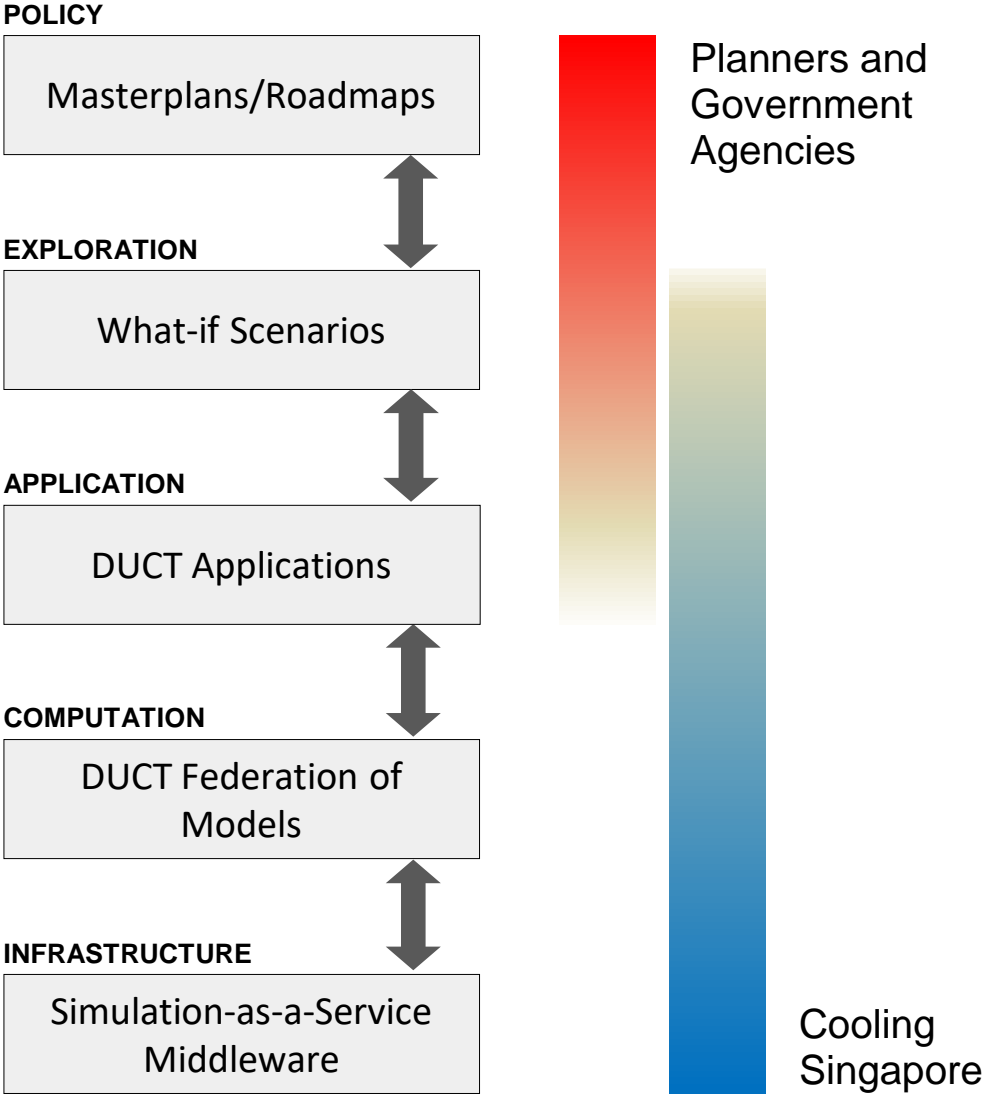 POLICY
Masterplans/Roadmaps
EXPLORATION
What-if Scenarios
APPLICATION
DUCT Applications
COMPUTATION
DUCT Federation of
Models
INFRASTRUCTURE
Simulation-as-a-Service
Middleware
Planners and
Government
Agencies
Cooling
Singapore